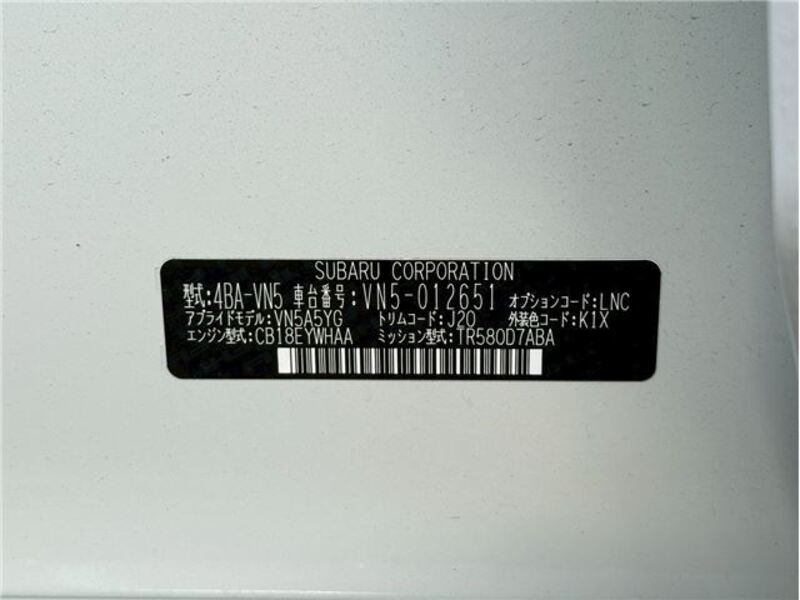 SUBARU CORPORATION
型式:4BA-VN5 車台番号:VN5-012651 オプションコード:LNC
アプライドモデル:VN5A5YG トリムコード:J20 外装色コード:K1X
エンジン型式:CB18EYWHAA ミッション型式:TR580D7ABA